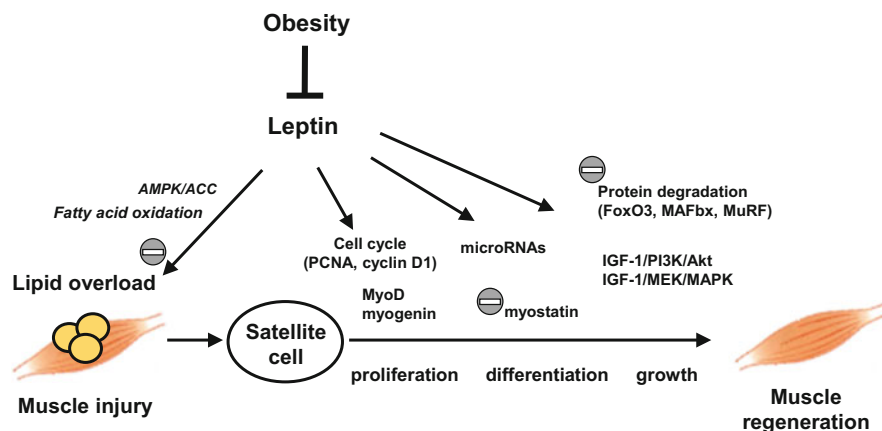 Obesity
Leptin
AMPK/ACC
Fatty acid oxidation
Lipid overload
Cell cycle
(PCNA, cyclin D1)
MyoD
myogenin
microRNAs
myostatin
Protein degradation
(FoxO3, MAFbx, MuRF)
IGF-1/PI3K/Akt
IGF-1/MEK/MAPK
Muscle injury
Satellite
cell
proliferation differentiation growth
Muscle
regeneration